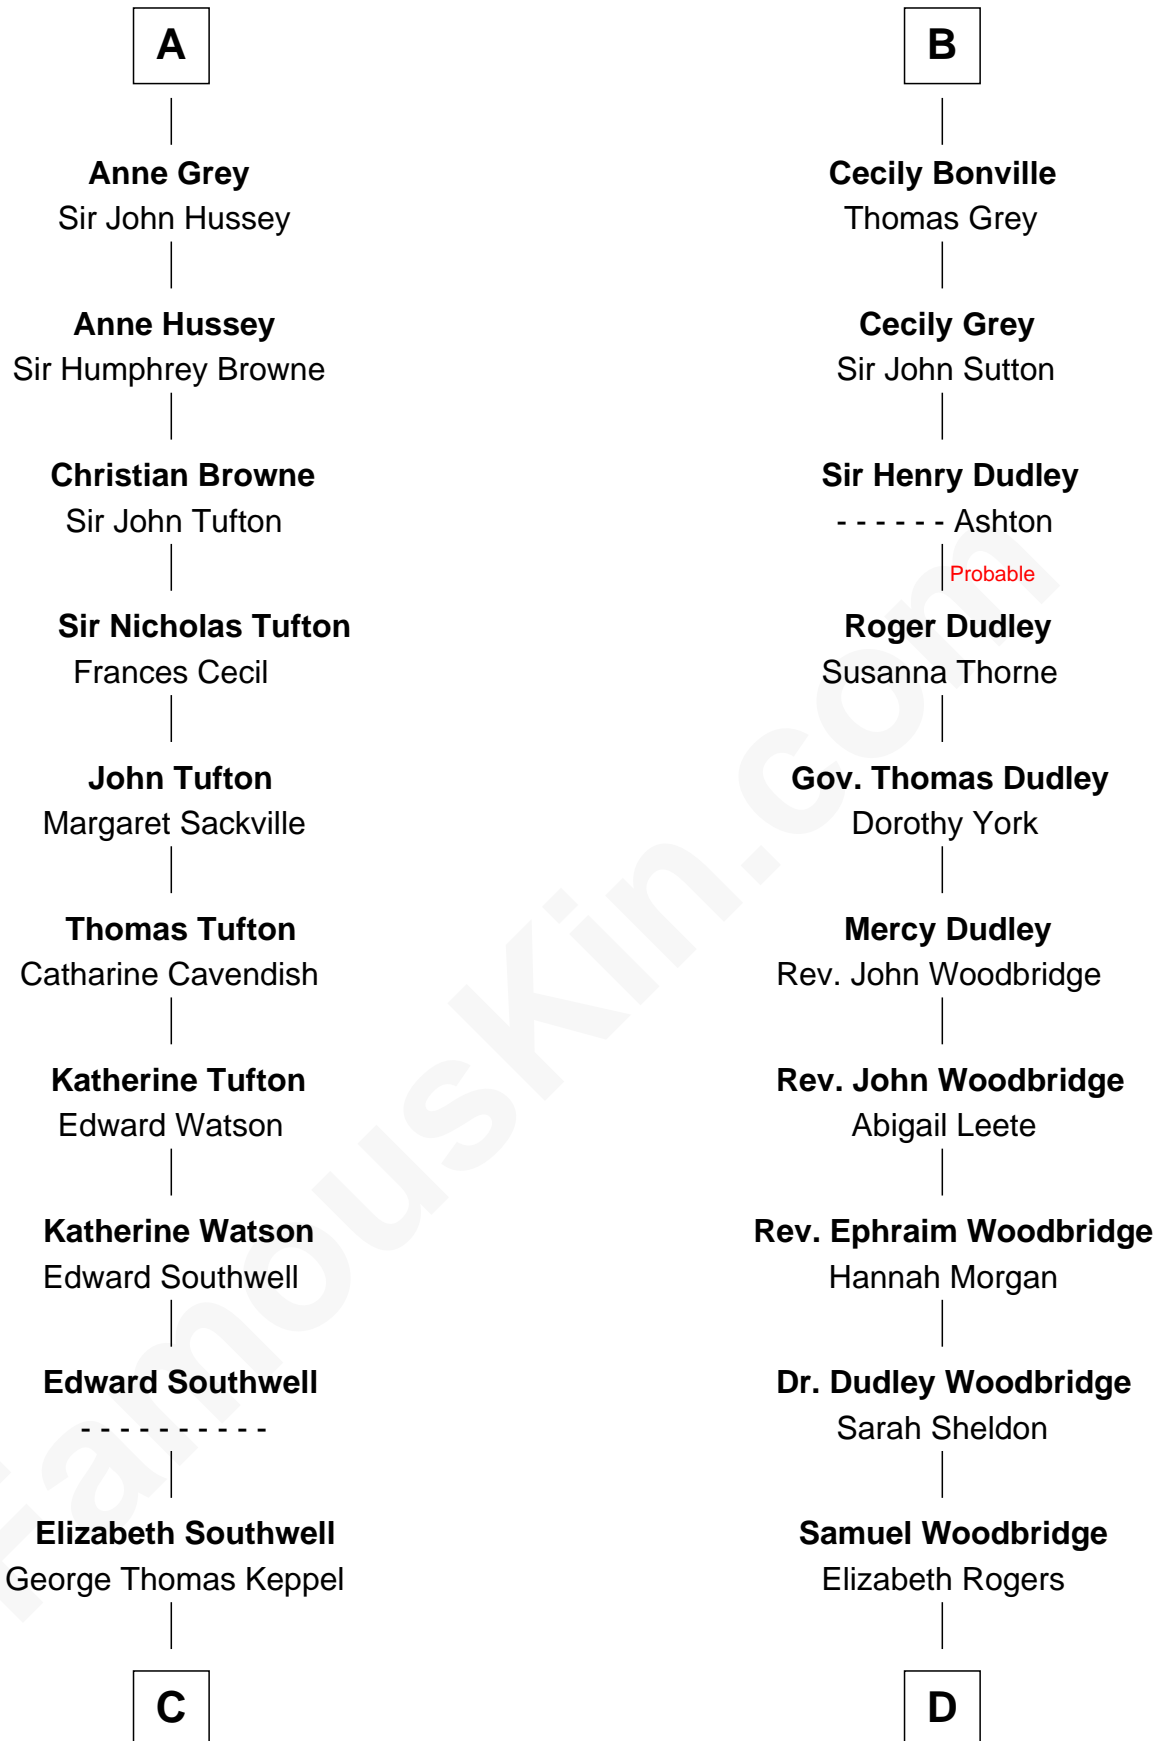 A
Anne Grey
Sir John Hussey
Anne Hussey
Sir Humphrey Browne
Christian Browne
Sir John Tufton
Sir Nicholas Tufton
Frances Cecil
John Tufton
Margaret Sackville
Thomas Tufton
Catharine Cavendish
Katherine Tufton
Edward Watson
Katherine Watson
Edward Southwell
Edward Southwell
- - - - - - - - - -
Elizabeth Southwell
George Thomas Keppel
C
B
Cecily Bonville
Thomas Grey
Cecily Grey
Sir John Sutton
Sir Henry Dudley
- - - - - - Ashton
Probable
Roger Dudley
Susanna Thorne
Gov. Thomas Dudley
Dorothy York
Mercy Dudley
Rev. John Woodbridge
Rev. John Woodbridge
Abigail Leete
Rev. Ephraim Woodbridge
Hannah Morgan
Dr. Dudley Woodbridge
Sarah Sheldon
Samuel Woodbridge
Elizabeth Rogers
D
FamousKin.com